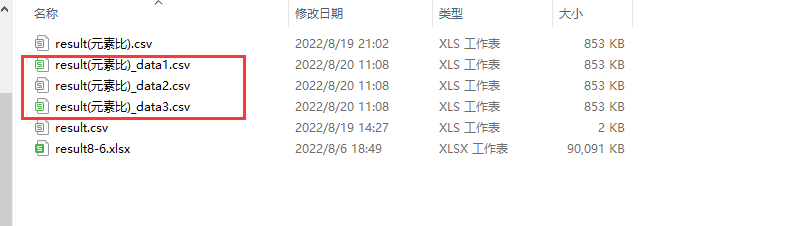 名称 修改日期 类型 大小
result(元素比).csv 2022/8/19 21:02 XLS 工作表 853 KB
result(元素比)_data1.csv 2022/8/20 11:08 XLS 工作表 853 KB
result(元素比)_data2.csv 2022/8/20 11:08 XLS 工作表 853 KB
result(元素比)_data3.csv 2022/8/20 11:08 XLS 工作表 853 KB
result.csv 2022/8/19 14:27 XLS 工作表 2 KB
result8-6.xlsx 2022/8/6 18:49 XLSX 工作表 90,091 KB